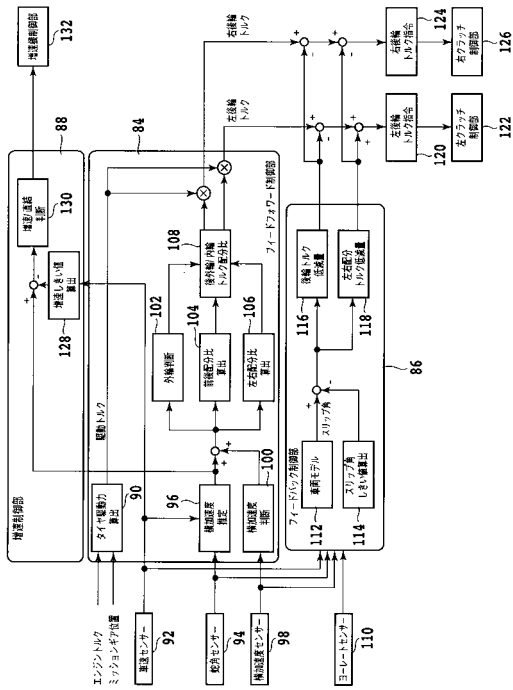 エンジントルク
ミッションギア位置
車速センサー
92
舵角センサー
94
横加速度センサー
98
ヨーレートセンサー
110
増速制御部
88
タイヤ駆動力
算出
90
駆動トルク
横加速度
推定
96
横加速度
判断
100
+
+
外輪判断
102
前後配分比
算出
104
左右配分比
算出
106
後外輪/内輪
トルク配分比
108
84
フィードフォワード制御部
増速しきい値
算出
128
+
-
増速/直結
判断
130
増速機制御部
132
フィードバック制御部
86
車両モデル
112
スリップ角
しきい値算出
114
+
スリップ角
-
後輪トルク
低減量
116
左右配分
トルク低減量
118
右後輪
トルク
左後輪
トルク
+
-
-
-
+
-
+
+
右後輪
トルク指令
124
右クラッチ
制御部
126
左後輪
トルク指令
120
左クラッチ
制御部
122